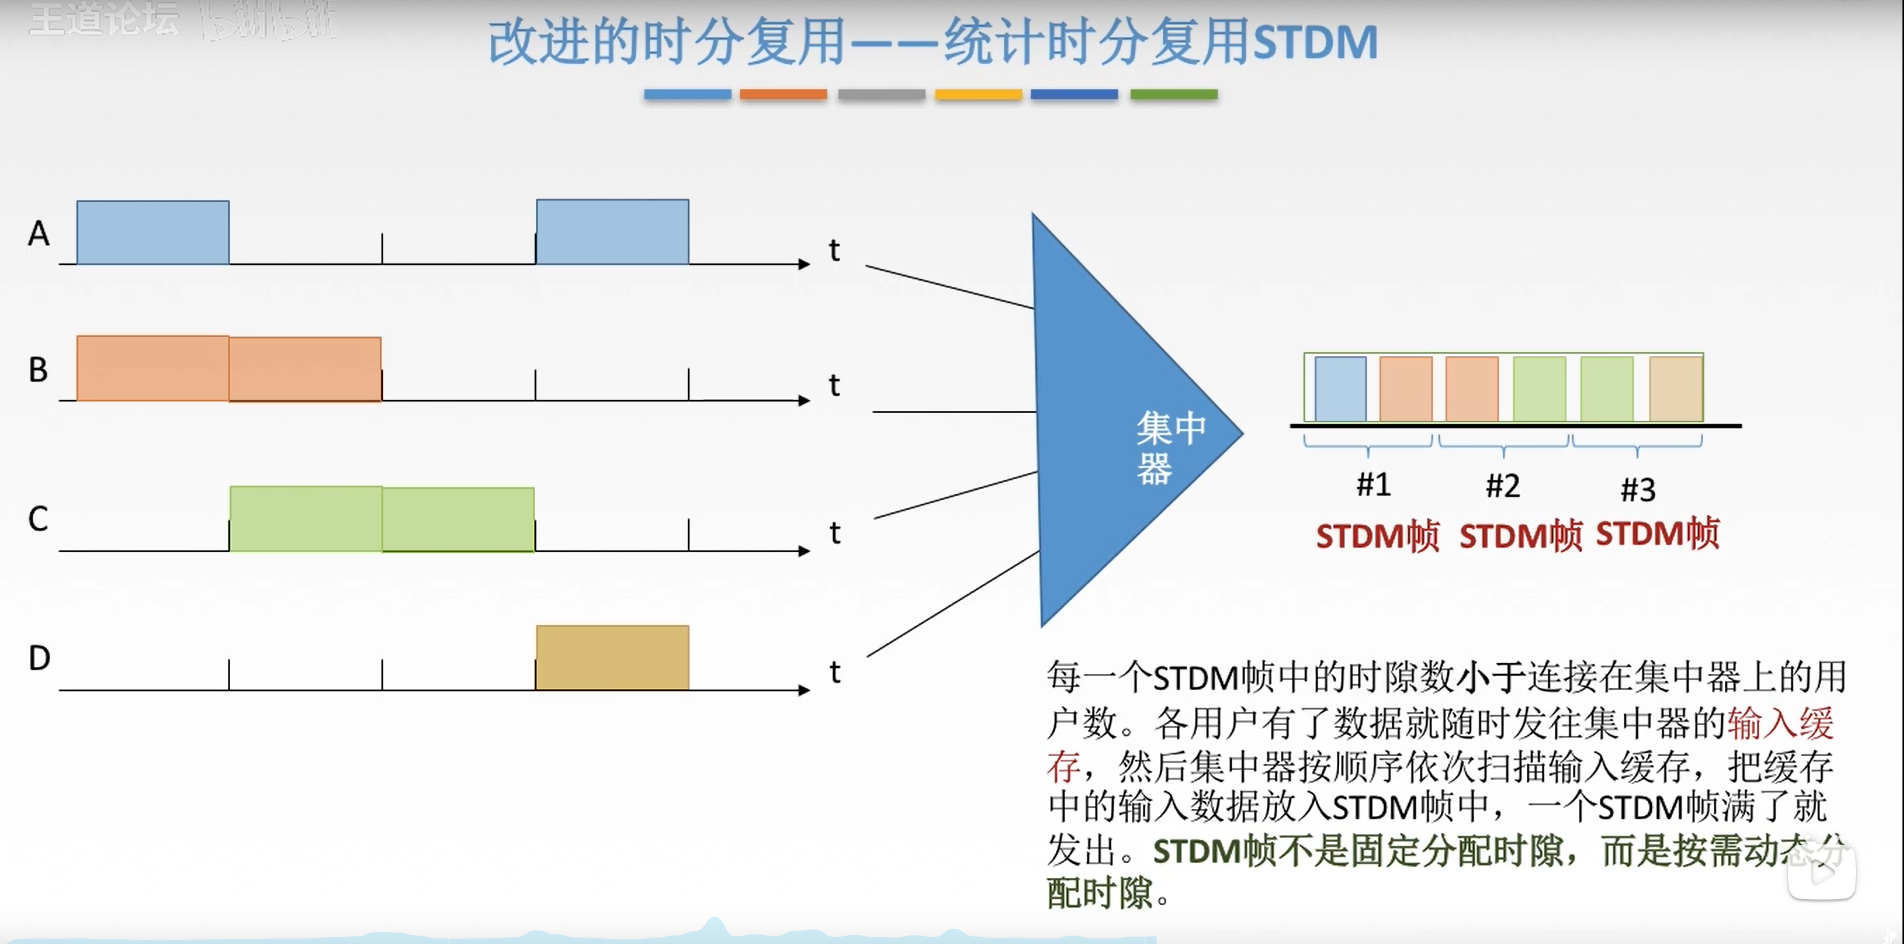 王道论坛 bilibili
改进的时分复用——统计时分复用STDM
A
t
B
t
C
t
D
t
集中
器
#1
#2
#3
STDM帧
STDM帧
STDM帧
每一个STDM帧中的时隙数小于连接在集中器上的用
户数。各用户有了数据就随时发往集中器的输入缓
存，然后集中器按顺序依次扫描输入缓存，把缓存
中的输入数据放入STDM帧中，一个STDM帧满了就
发出。STDM帧不是固定分配时隙，而是按需动态分
配时隙。